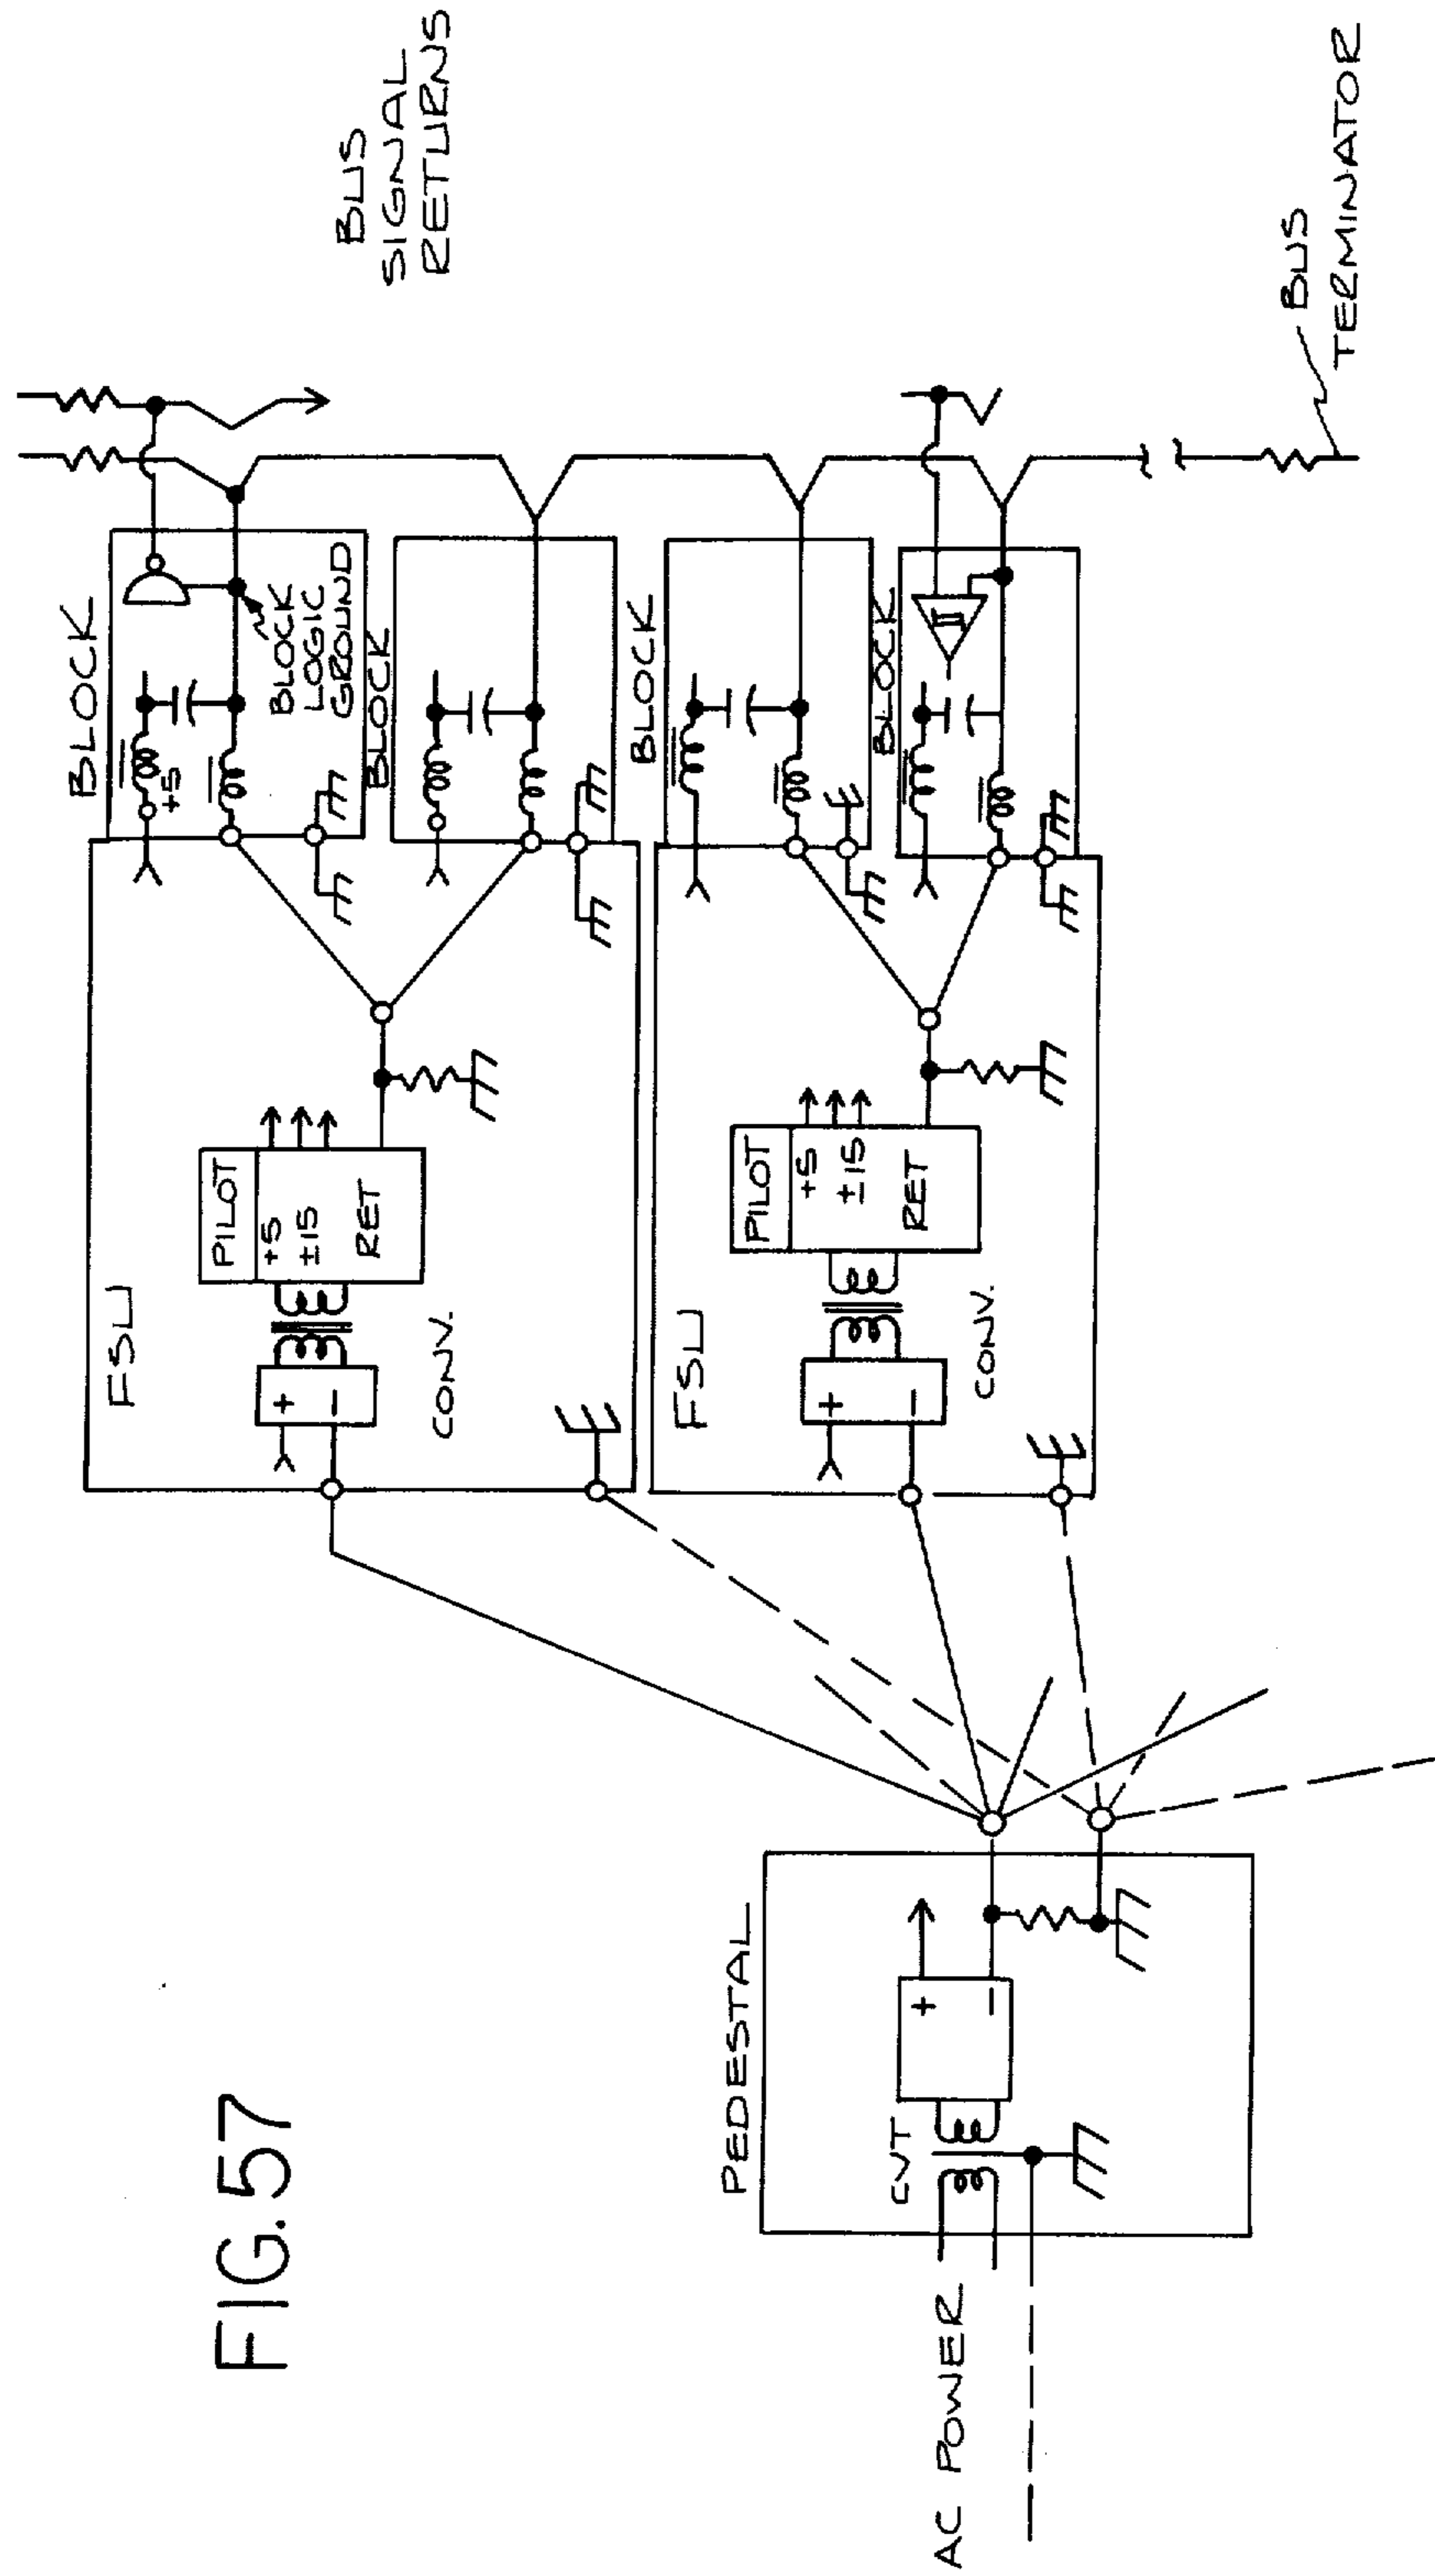 FIG.57
FSU
+
−
PILOT
+5
±15
RET
CONV.
BLOCK
+5
BLOCK
LOGIC
GROUND
BLOCK
BUS
SIGNAL
RETURNS
FSU
+
−
PILOT
+5
±15
RET
CONV.
BLOCK
BLOCK
PEDESTAL
CVT
+
−
AC POWER
BUS
TERMINATOR